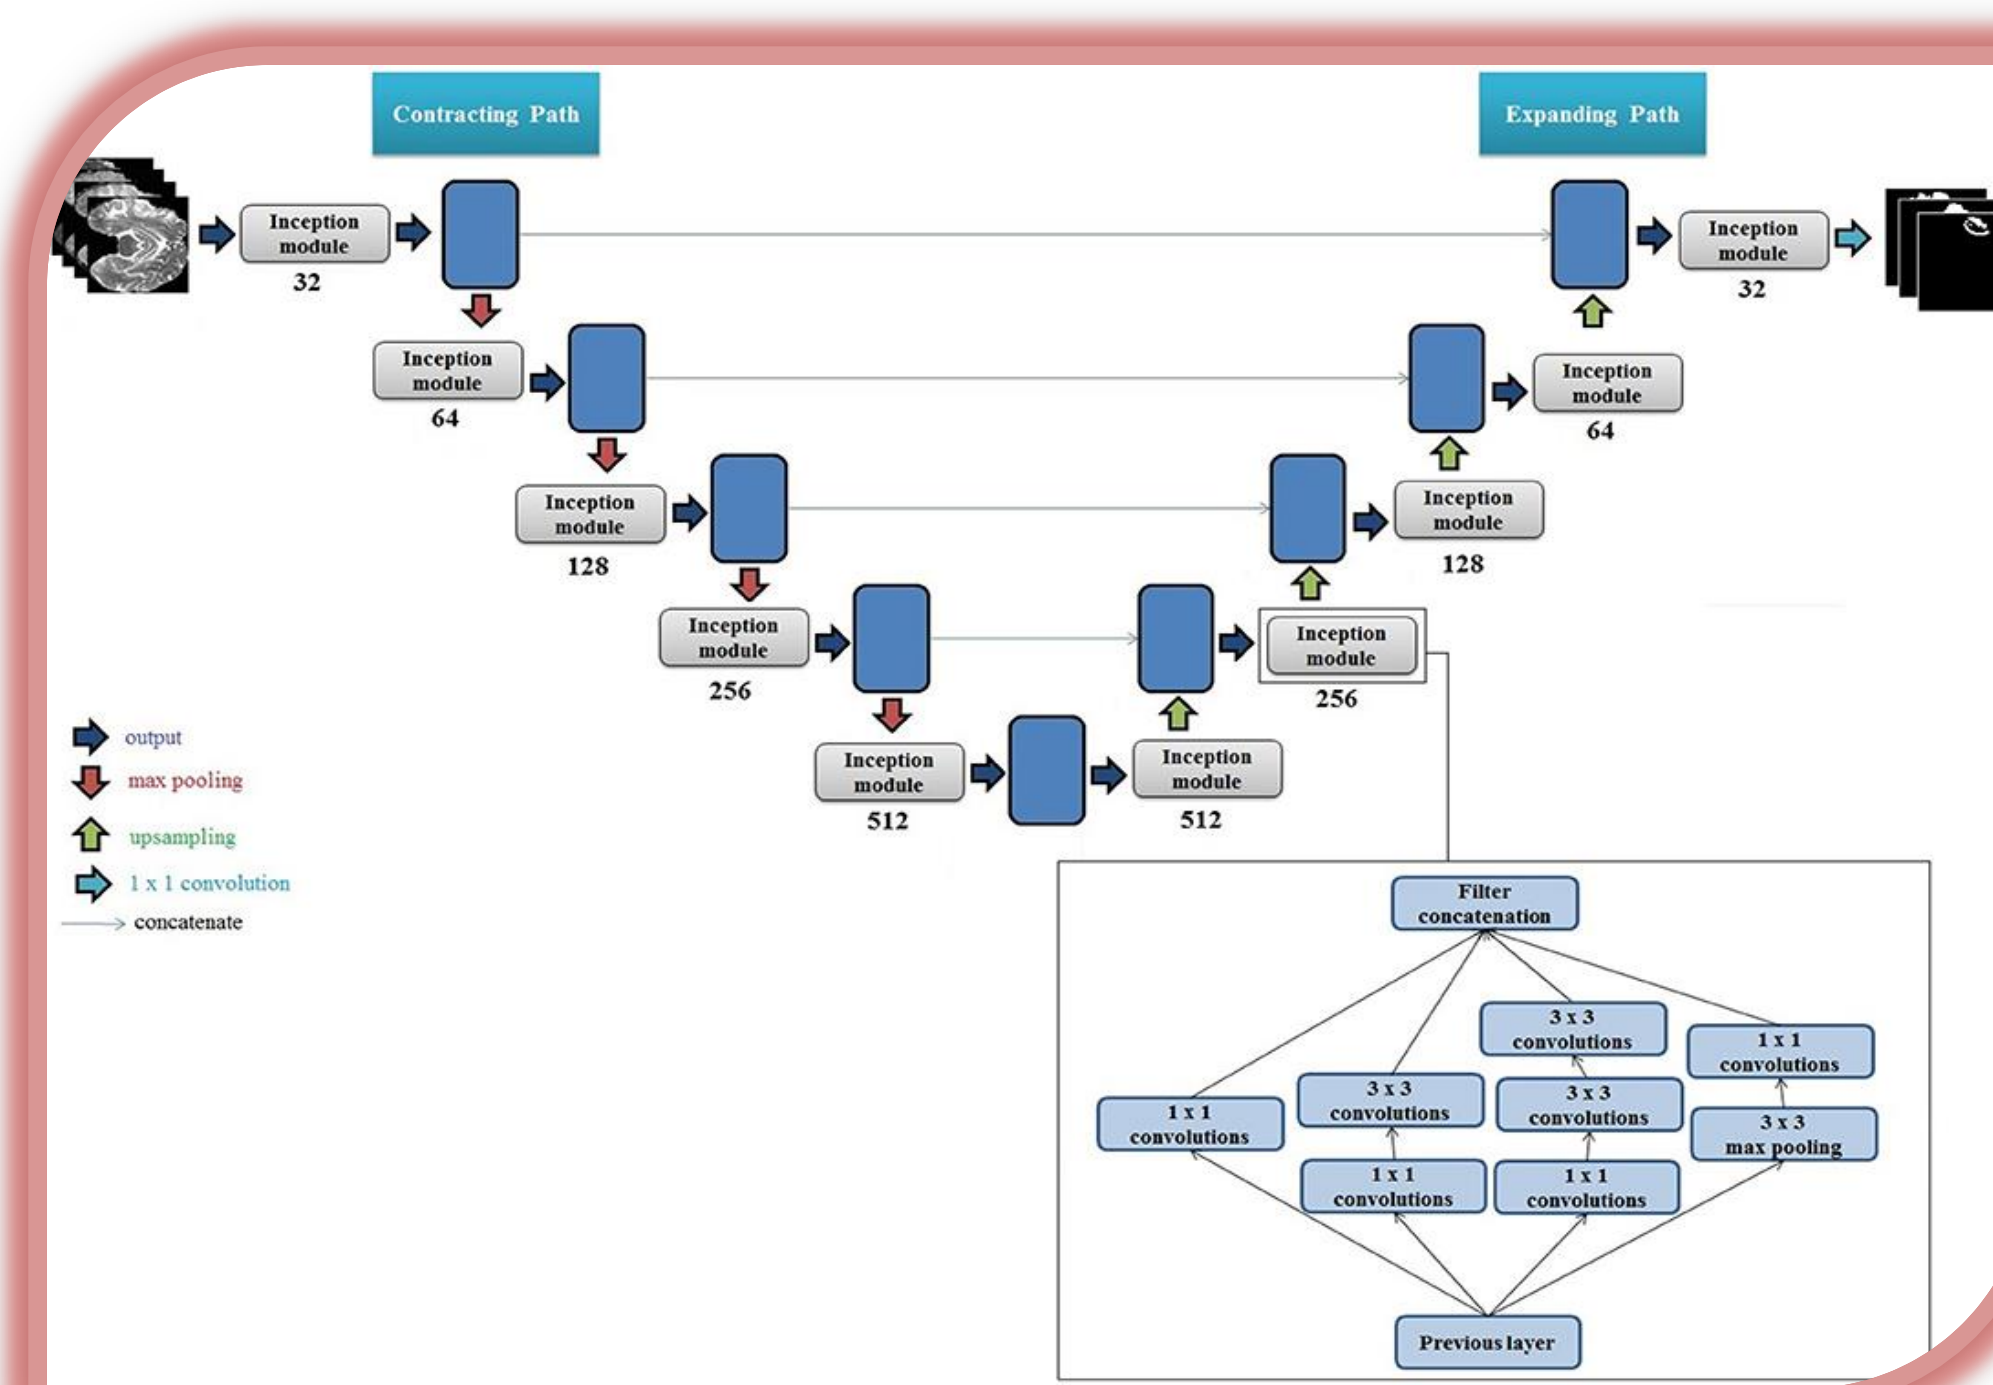 Contracting Path
Expanding Path
Inception
module
32
Inception
module
32
Inception
module
64
Inception
module
64
Inception
module
128
Inception
module
128
Inception
module
256
Inception
module
256
Inception
module
512
Inception
module
512
output
max pooling
upsampling
1 x 1 convolution
concatenate
Filter
concatenation
3 x 3
convolutions
1 x 1
convolutions
3 x 3
convolutions
3 x 3
convolutions
1 x 1
convolutions
3 x 3
max pooling
1 x 1
convolutions
1 x 1
convolutions
Previous layer